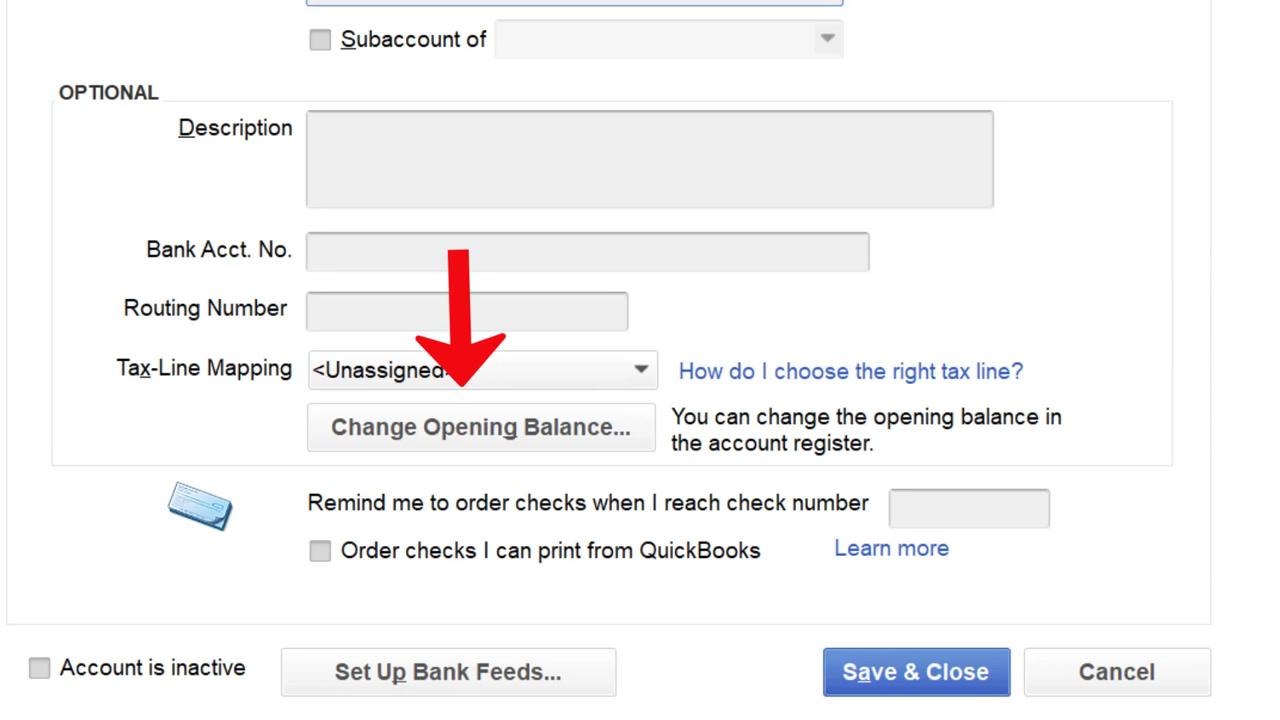 Subaccount of
OPTIONAL
Description
Bank Acct. No.
Routing Number
Tax-Line Mapping <Unassigned> How do I choose the right tax line?
Change Opening Balance... You can change the opening balance in
the account register.
Remind me to order checks when I reach check number
Order checks I can print from QuickBooks Learn more
Account is inactive Set Up Bank Feeds... Save & Close Cancel